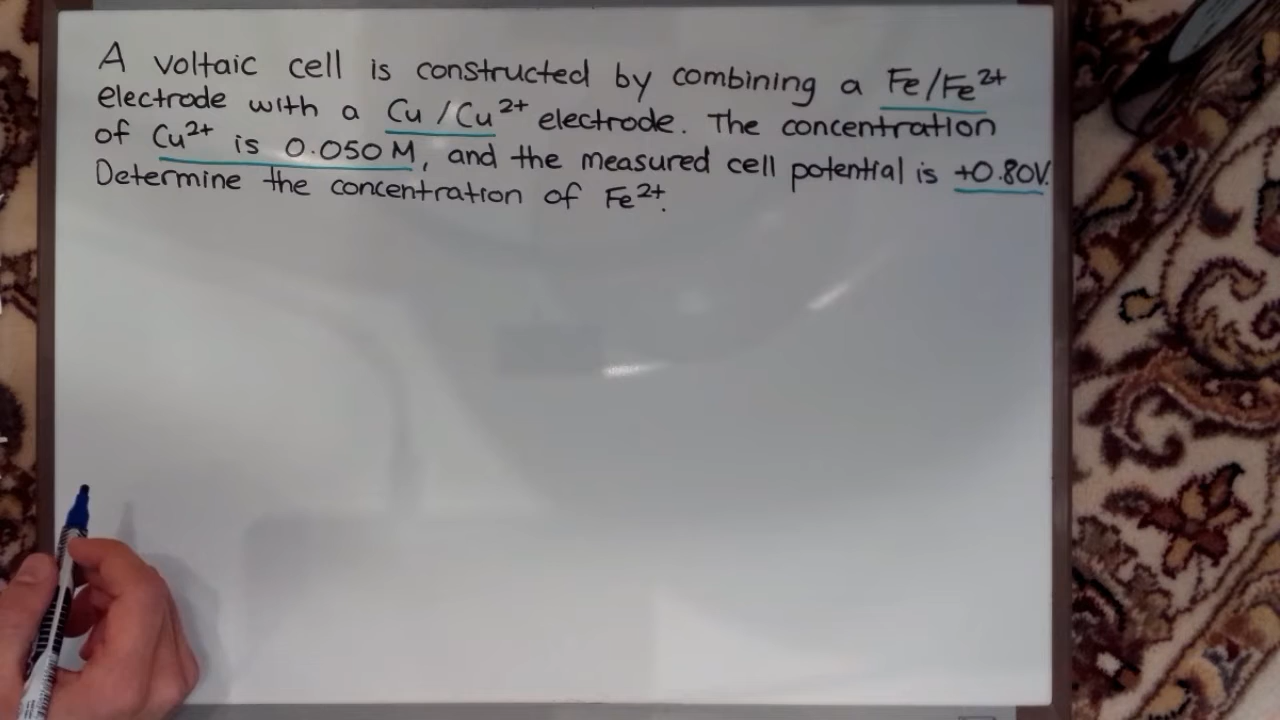 A voltaic cell is constructed by combining a Fe/Fe²⁺
electrode with a Cu/Cu²⁺ electrode. The concentration
of Cu²⁺ is 0.050M, and the measured cell potential is +0.80V.
Determine the concentration of Fe²⁺.